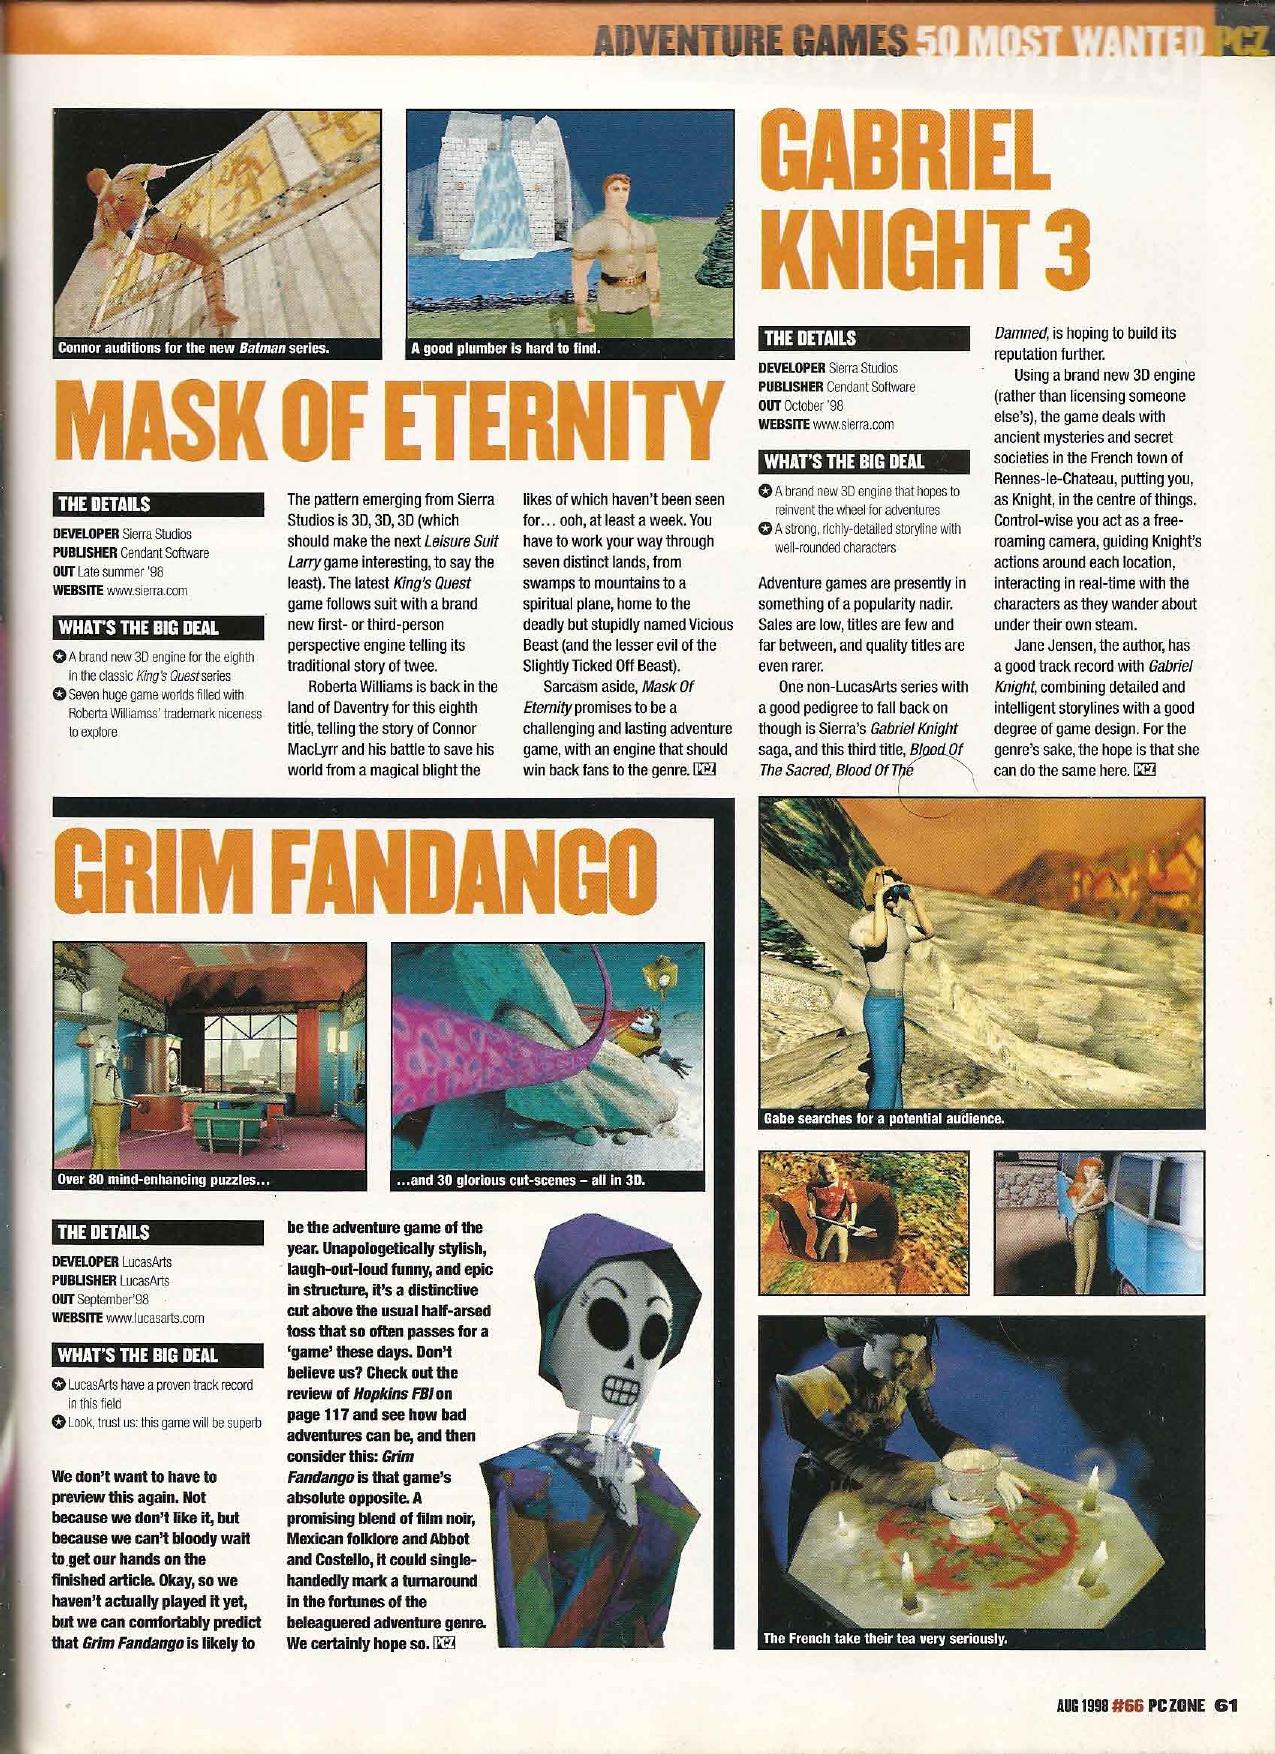 ADVENTURE GAMES 50 MOST WANTED PCZ
Connor auditions for the new Batman series.
A good plumber is hard to find.
MASK OF ETERNITY
THE DETAILS
DEVELOPER Sierra Studios
PUBLISHER Cendant Software
OUT Late summer '98
WEBSITE www.sierra.com
WHAT'S THE BIG DEAL
A brand new 3D engine for the eighth
in the classic King's Quest series
Seven huge game worlds filled with
Roberta Williamss' trademark niceness
to explore
The pattern emerging from Sierra
Studios is 3D, 3D, 3D (which
should make the next Leisure Suit
Larry game interesting, to say the
least). The latest King's Quest
game follows suit with a brand
new first- or third-person
perspective engine telling its
traditional story of twee.
Roberta Williams is back in the
land of Daventry for this eighth
title, telling the story of Connor
MacLyrr and his battle to save his
world from a magical blight the
likes of which haven't been seen
for... ooh, at least a week. You
have to work your way through
seven distinct lands, from
swamps to mountains to a
spiritual plane, home to the
deadly but stupidly named Vicious
Beast (and the lesser evil of the
Slightly Ticked Off Beast).
Sarcasm aside, Mask Of
Eternity promises to be a
challenging and lasting adventure
game, with an engine that should
win back fans to the genre. PCZ
GABRIEL
KNIGHT 3
THE DETAILS
DEVELOPER Sierra Studios
PUBLISHER Cendant Software
OUT October '98
WEBSITE www.sierra.com
WHAT'S THE BIG DEAL
A brand new 3D engine that hopes to
reinvent the wheel for adventures
A strong, richly-detailed storyline with
well-rounded characters
Adventure games are presently in
something of a popularity nadir.
Sales are low, titles are few and
far between, and quality titles are
even rarer.
One non-LucasArts series with
a good pedigree to fall back on
though is Sierra's Gabriel Knight
saga, and this third title, Blood Of
The Sacred, Blood Of The
Damned, is hoping to build its
reputation further.
Using a brand new 3D engine
(rather than licensing someone
else's), the game deals with
ancient mysteries and secret
societies in the French town of
Rennes-le-Chateau, putting you,
as Knight, in the centre of things.
Control-wise you act as a free-
roaming camera, guiding Knight's
actions around each location,
interacting in real-time with the
characters as they wander about
under their own steam.
Jane Jensen, the author, has
a good track record with Gabriel
Knight, combining detailed and
intelligent storylines with a good
degree of game design. For the
genre's sake, the hope is that she
can do the same here. PCZ
Gabe searches for a potential audience.
The French take their tea very seriously.
GRIM FANDANGO
Over 80 mind-enhancing puzzles...
...and 30 glorious cut-scenes – all in 3D.
THE DETAILS
DEVELOPER LucasArts
PUBLISHER LucasArts
OUT September'98
WEBSITE www.lucasarts.com
WHAT'S THE BIG DEAL
LucasArts have a proven track record
in this field
Look, trust us: this game will be superb
We don't want to have to
preview this again. Not
because we don't like it, but
because we can't bloody wait
to get our hands on the
finished article. Okay, so we
haven't actually played it yet,
but we can comfortably predict
that Grim Fandango is likely to
be the adventure game of the
year. Unapologetically stylish,
laugh-out-loud funny, and epic
in structure, it's a distinctive
cut above the usual half-arsed
toss that so often passes for a
'game' these days. Don't
believe us? Check out the
review of Hopkins FBI on
page 117 and see how bad
adventures can be, and then
consider this: Grim
Fandango is that game's
absolute opposite. A
promising blend of film noir,
Mexican folklore and Abbot
and Costello, it could single-
handedly mark a turnaround
in the fortunes of the
beleaguered adventure genre.
We certainly hope so. PCZ
AUG 1998 #66 PC ZONE 61